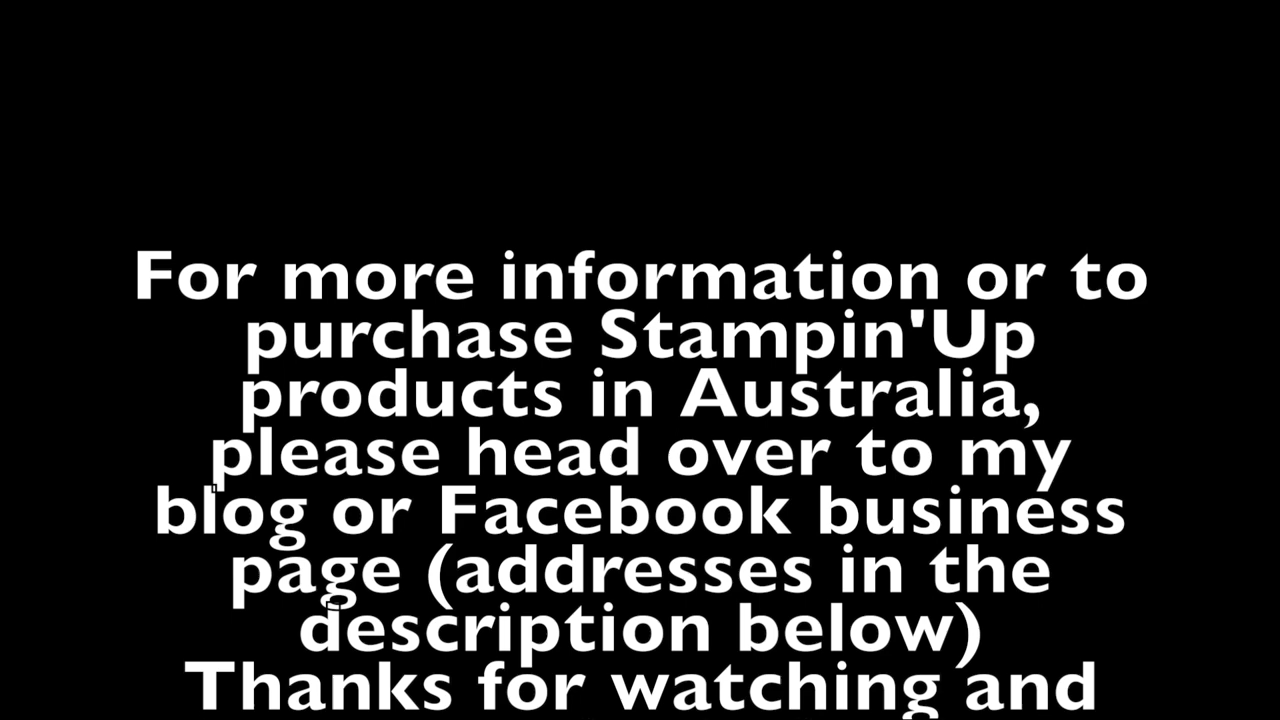 For more information or to
purchase Stampin'Up
products in Australia,
please head over to my
blog or Facebook business
page (addresses in the
description below)
Thanks for watching and